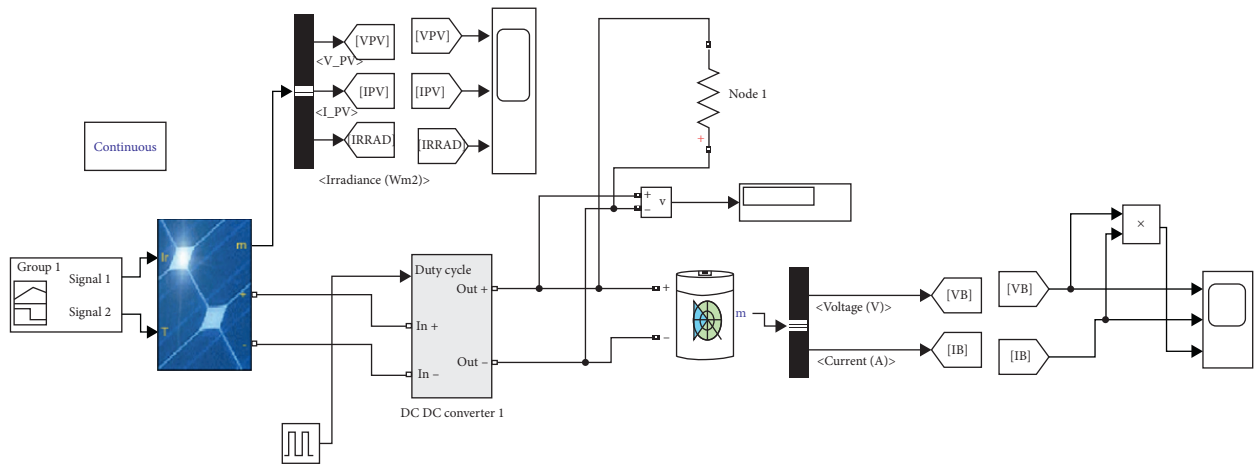 [VPV]
[VPV]
<V_PV>
[IPV]
[IPV]
Node 1
<I_PV>
+
[IRRAD]
[IRRAD]
Continuous
<Irradiance (Wm2)>
+
v
−
×
Ir
m
Group 1
Signal 1
Signal 2
T
+
-
Duty cycle
Out +
In +
Out −
In −
DC DC converter 1
+
m
−
<Voltage (V)>
[VB]
[VB]
<Current (A)>
[IB]
[IB]